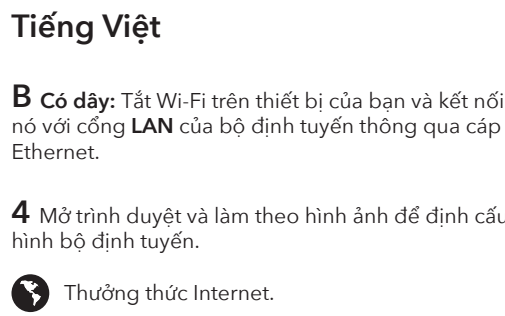 Tiếng Việt
B Có dây: Tắt Wi-Fi trên thiết bị của bạn và kết nối
nó với cổng LAN của bộ định tuyến thông qua cáp
Ethernet.
4 Mở trình duyệt và làm theo hình ảnh để định cấu
hình bộ định tuyến.
Thưởng thức Internet.